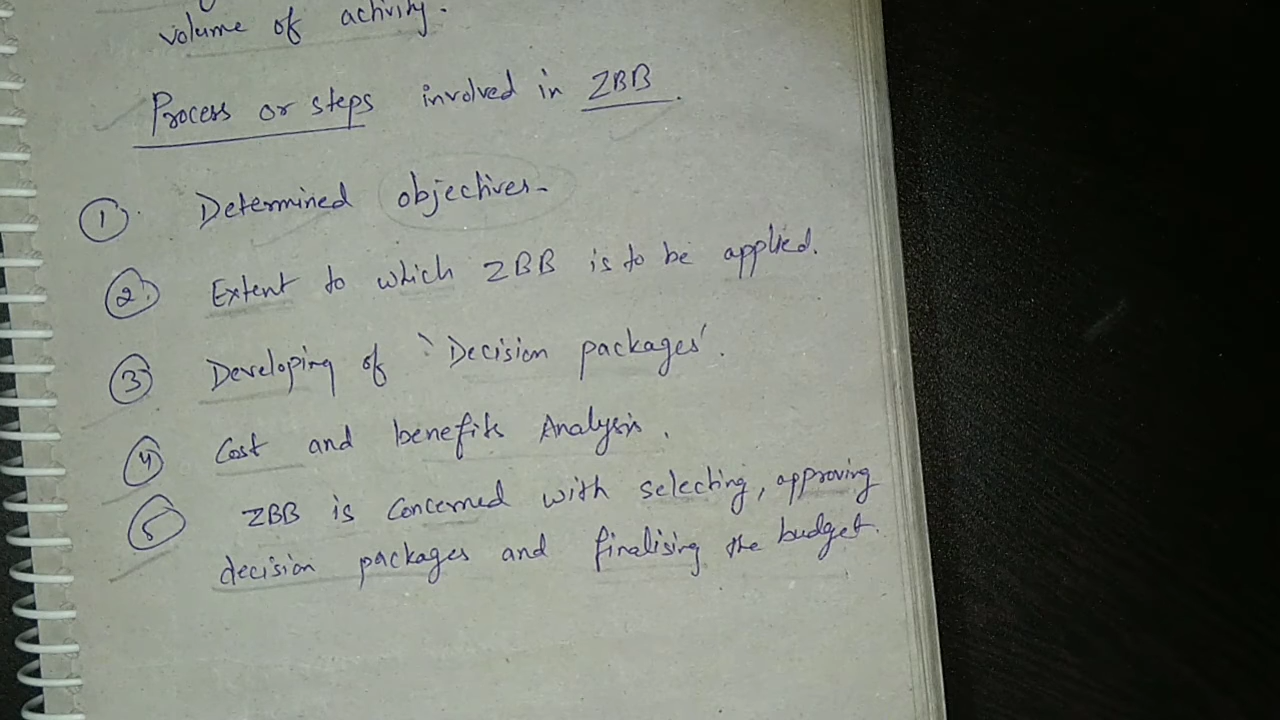 volume of activity.
Process or steps involved in ZBB.
1. Determined objectives-
2. Extent to which ZBB is to be applied.
3 Developing of 'Decision packages'.
4 Cost and benefits Analysis.
5 ZBB is concerned with selecting, approving
decision packages and finalising the budget.